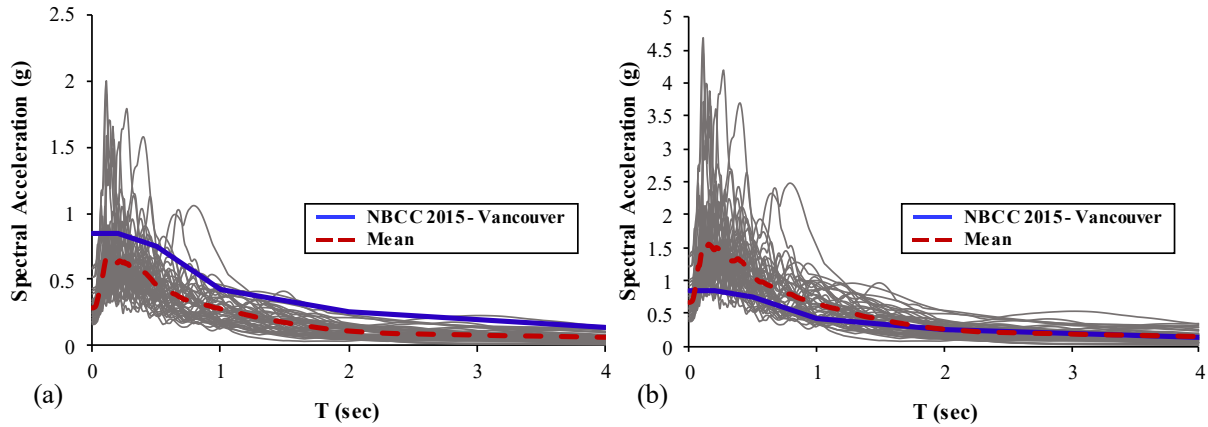 2.5
2
1.5
1
0.5
0
Spectral Acceleration (g)
NBCC 2015 - Vancouver
Mean
0 1 2 3 4
T (sec)
(a)
5
4.5
4
3.5
3
2.5
2
1.5
1
0.5
0
Spectral Acceleration (g)
NBCC 2015 - Vancouver
Mean
0 1 2 3 4
T (sec)
(b)